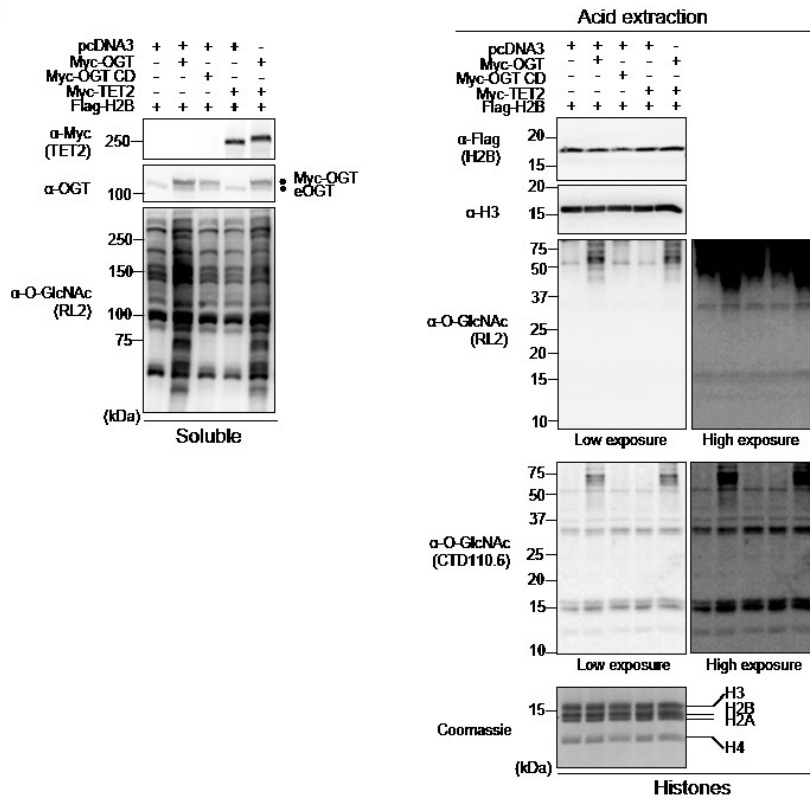 pcDNA3 + + + + -
Myc-OGT - + - - +
Myc-OGT CD - - + - -
Myc-TET2 - - - + +
Flag-H2B + + + + +
α-Myc
(TET2)
250
α-OGT
100
Myc-OGT
eOGT
α-O-GlcNAc
(RL2)
250
150
100
75
(kDa)
Soluble
Acid extraction
pcDNA3 + + + + -
Myc-OGT - + - - +
Myc-OGT CD - - + - -
Myc-TET2 - - - + +
Flag-H2B + + + + +
α-Flag
(H2B)
20
15
α-H3
20
15
α-O-GlcNAc
(RL2)
75
50
37
25
20
15
10
Low exposure High exposure
α-O-GlcNAc
(CTD110.6)
75
50
37
25
20
15
10
Low exposure High exposure
Coomassie
15
(kDa)
H3
H2B
H2A
H4
Histones